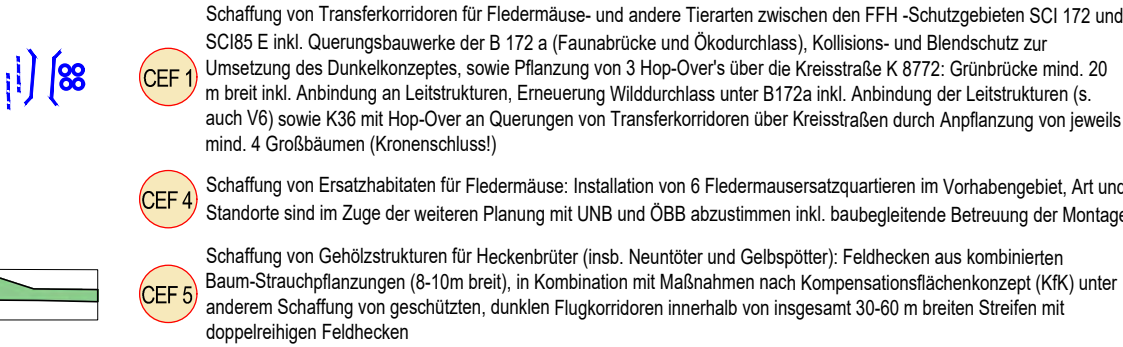 Schaffung von Transferkorridoren für Fledermäuse- und andere Tierarten zwischen den FFH -Schutzgebieten SCI 172 und
CEF 1
SCI85 E inkl. Querungsbauwerke der B 172 a (Faunabrücke und Ökodurchlass), Kollisions- und Blendschutz zur
Umsetzung des Dunkelkonzeptes, sowie Pflanzung von 3 Hop-Over's über die Kreisstraße K 8772: Grünbrücke mind. 20
m breit inkl. Anbindung an Leitstrukturen, Erneuerung Wilddurchlass unter B172a inkl. Anbindung der Leitstrukturen (s.
auch V6) sowie K36 mit Hop-Over an Querungen von Transferkorridoren über Kreisstraßen durch Anpflanzung von jeweils
mind. 4 Großbäumen (Kronenschluss!)
CEF 4
Schaffung von Ersatzhabitaten für Fledermäuse: Installation von 6 Fledermausersatzquartieren im Vorhabengebiet, Art und
Standorte sind im Zuge der weiteren Planung mit UNB und ÖBB abzustimmen inkl. baubegleitende Betreuung der Montage
CEF 5
Schaffung von Gehölzstrukturen für Heckenbrüter (insb. Neuntöter und Gelbspötter): Feldhecken aus kombinierten
Baum-Strauchpflanzungen (8-10m breit), in Kombination mit Maßnahmen nach Kompensationsflächenkonzept (KfK) unter
anderem Schaffung von geschützten, dunklen Flugkorridoren innerhalb von insgesamt 30-60 m breiten Streifen mit
doppelreihigen Feldhecken